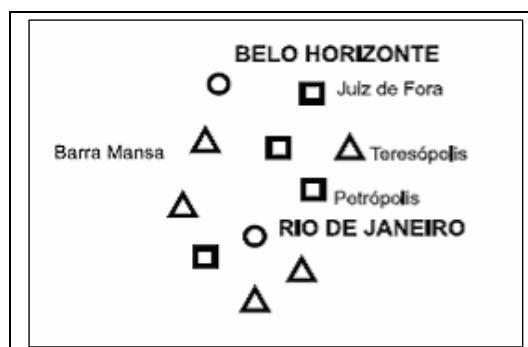 BELO HORIZONTE
Juiz de Fora
Barra Mansa
Teresópolis
Petrópolis
RIO DE JANEIRO